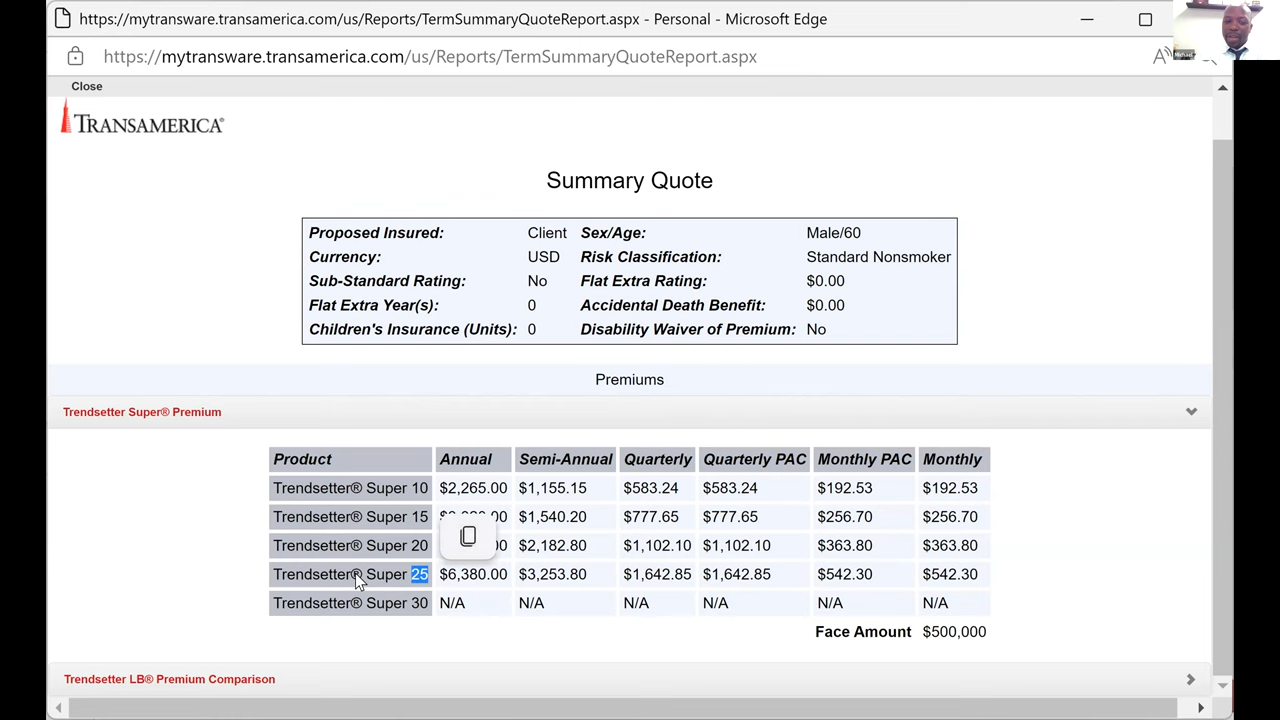 https://mytransware.transamerica.com/us/Reports/TermSummaryQuoteReport.aspx - Personal - Microsoft Edge
https://mytransware.transamerica.com/us/Reports/TermSummaryQuoteReport.aspx
Close
TRANSAMERICA®
Summary Quote
Proposed Insured: Client Sex/Age: Male/60
Currency: USD Risk Classification: Standard Nonsmoker
Sub-Standard Rating: No Flat Extra Rating: $0.00
Flat Extra Year(s): 0 Accidental Death Benefit: $0.00
Children's Insurance (Units): 0 Disability Waiver of Premium: No
Premiums
Trendsetter Super® Premium
Product Annual Semi-Annual Quarterly Quarterly PAC Monthly PAC Monthly
Trendsetter® Super 10 $2,265.00 $1,155.15 $583.24 $583.24 $192.53 $192.53
Trendsetter® Super 15 $1,540.20 $777.65 $777.65 $256.70 $256.70
Trendsetter® Super 20 $2,182.80 $1,102.10 $1,102.10 $363.80 $363.80
Trendsetter® Super 25 $6,380.00 $3,253.80 $1,642.85 $1,642.85 $542.30 $542.30
Trendsetter® Super 30 N/A N/A N/A N/A N/A N/A
Face Amount $500,000
Trendsetter LB® Premium Comparison